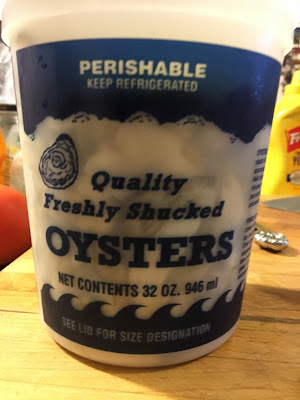 PERISHABLE
KEEP REFRIGERATED
Quality
Freshly Shucked
OYSTERS
NET CONTENTS 32 OZ. 946 ml
SEE LID FOR SIZE DESIGNATION